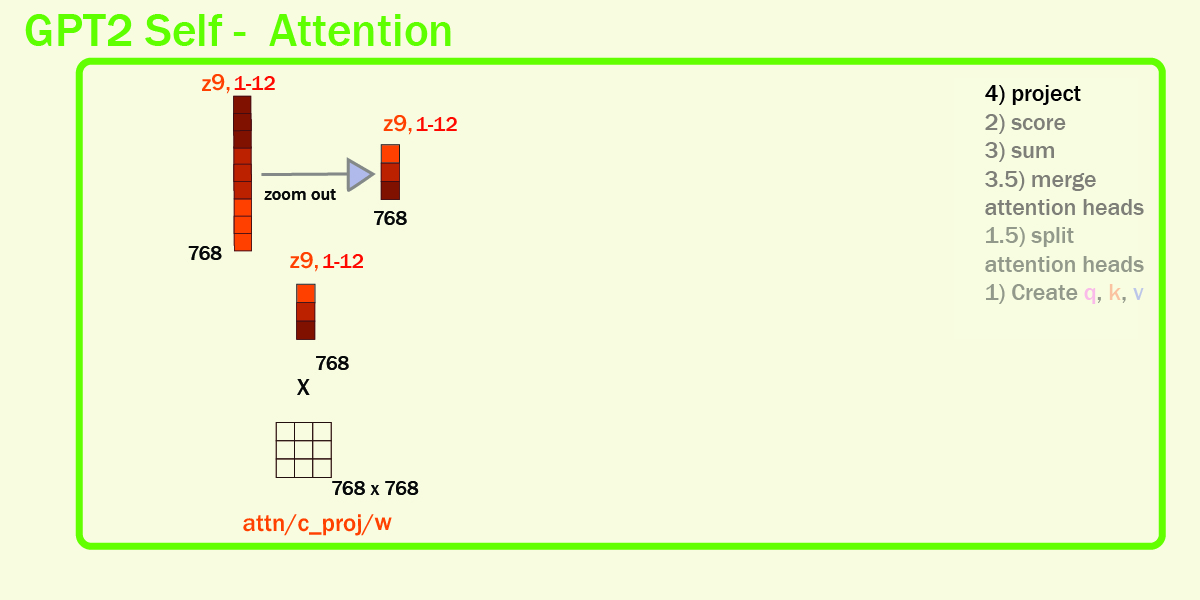 GPT2 Self - Attention
z9, 1-12
768
zoom out
z9, 1-12
768
z9, 1-12
768
X
768 x 768
attn/c_proj/w
4) project
2) score
3) sum
3.5) merge
attention heads
1.5) split
attention heads
1) Create q, k, v